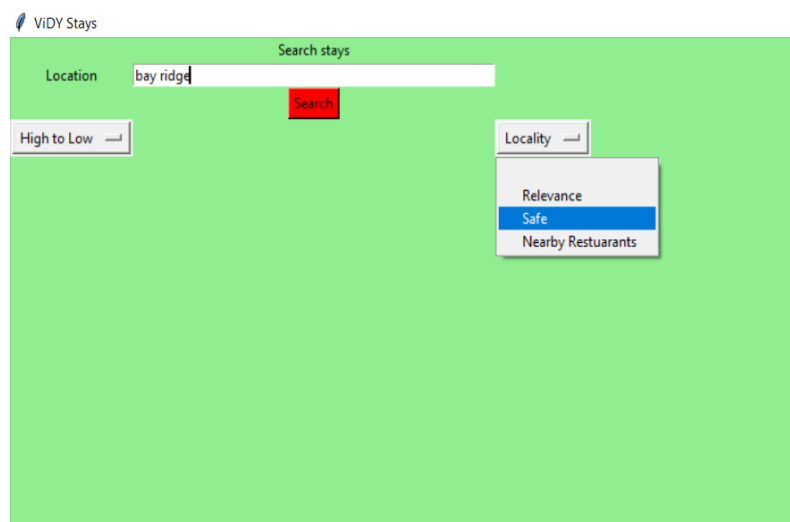 ViDY Stays
Search stays
Location bay ridge
Search
High to Low Locality
Relevance
Safe
Nearby Restuarants